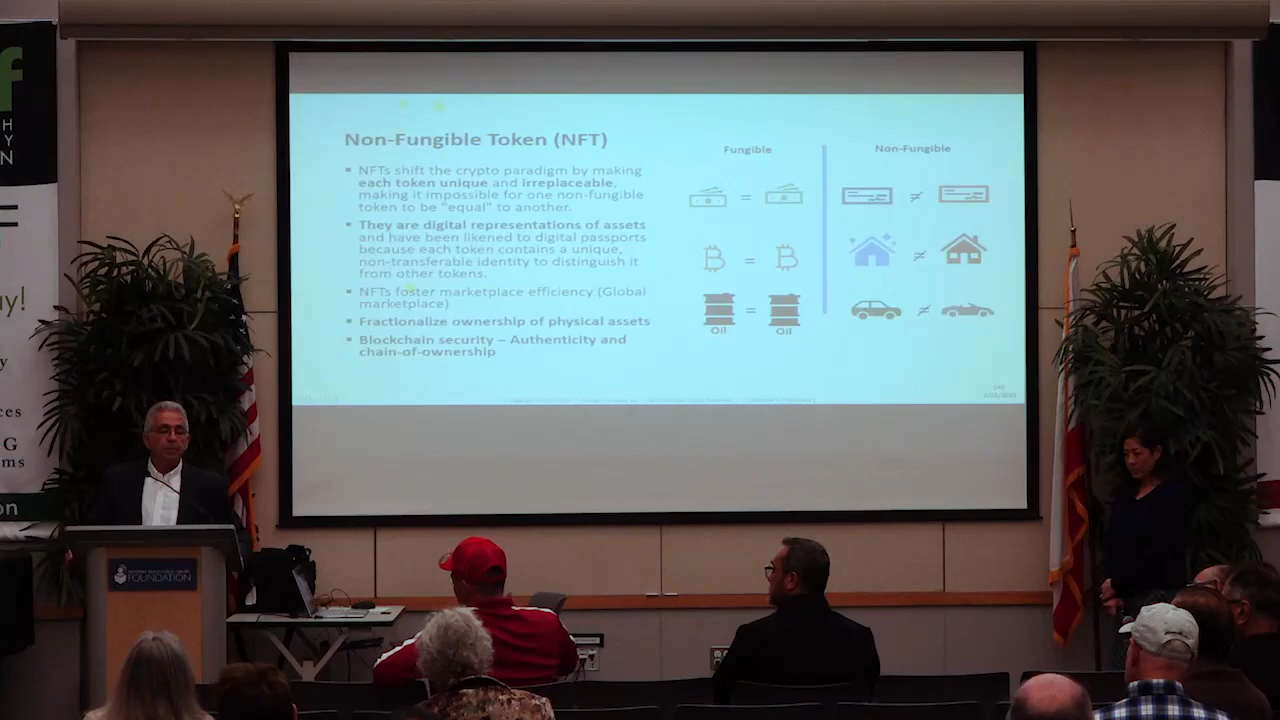 Non-Fungible Token (NFT)
▪ NFTs shift the crypto paradigm by making
each token unique and irreplaceable,
making it impossible for one non-fungible
token to be "equal" to another.
▪ They are digital representations of assets
and have been likened to digital passports
because each token contains a unique,
non-transferable identity to distinguish it
from other tokens.
▪ NFTs foster marketplace efficiency (Global
marketplace)
▪ Fractionalize ownership of physical assets
▪ Blockchain security – Authenticity and
chain-of-ownership
Fungible
Non-Fungible
= ≠
= ≠
= ≠
Oil Oil
FOUNDATION
f
H
Y
N
y!
y
ces
G
ms
on